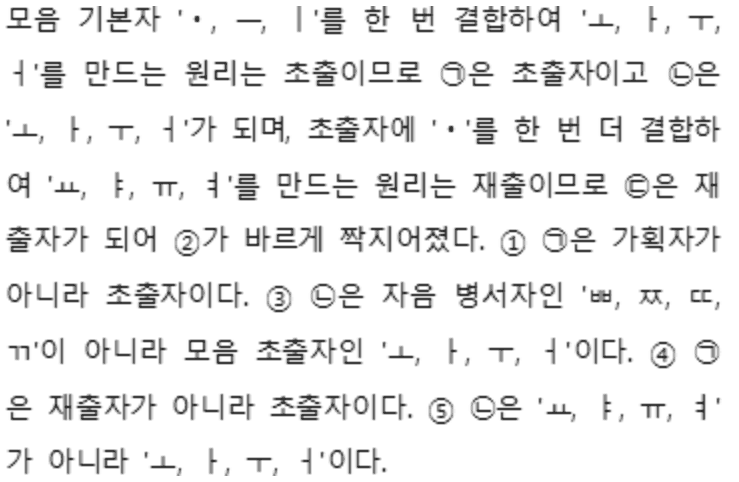 모음 기본자 'ㆍ, ㅡ, ㅣ'를 한 번 결합하여 'ㅗ, ㅏ, ㅜ,
ㅓ'를 만드는 원리는 초출이므로 ㉠은 초출자이고 ㉡은
'ㅗ, ㅏ, ㅜ, ㅓ'가 되며, 초출자에 'ㆍ'를 한 번 더 결합하
여 'ㅛ, ㅑ, ㅠ, ㅕ'를 만드는 원리는 재출이므로 ㉢은 재
출자가 되어 ②가 바르게 짝지어졌다. ① ㉠은 가획자가
아니라 초출자이다. ③ ㉡은 자음 병서자인 'ㅃ, ㅉ, ㄸ,
ㄲ'이 아니라 모음 초출자인 'ㅗ, ㅏ, ㅜ, ㅓ'이다. ④ ㉠
은 재출자가 아니라 초출자이다. ⑤ ㉡은 'ㅛ, ㅑ, ㅠ, ㅕ'
가 아니라 'ㅗ, ㅏ, ㅜ, ㅓ'이다.